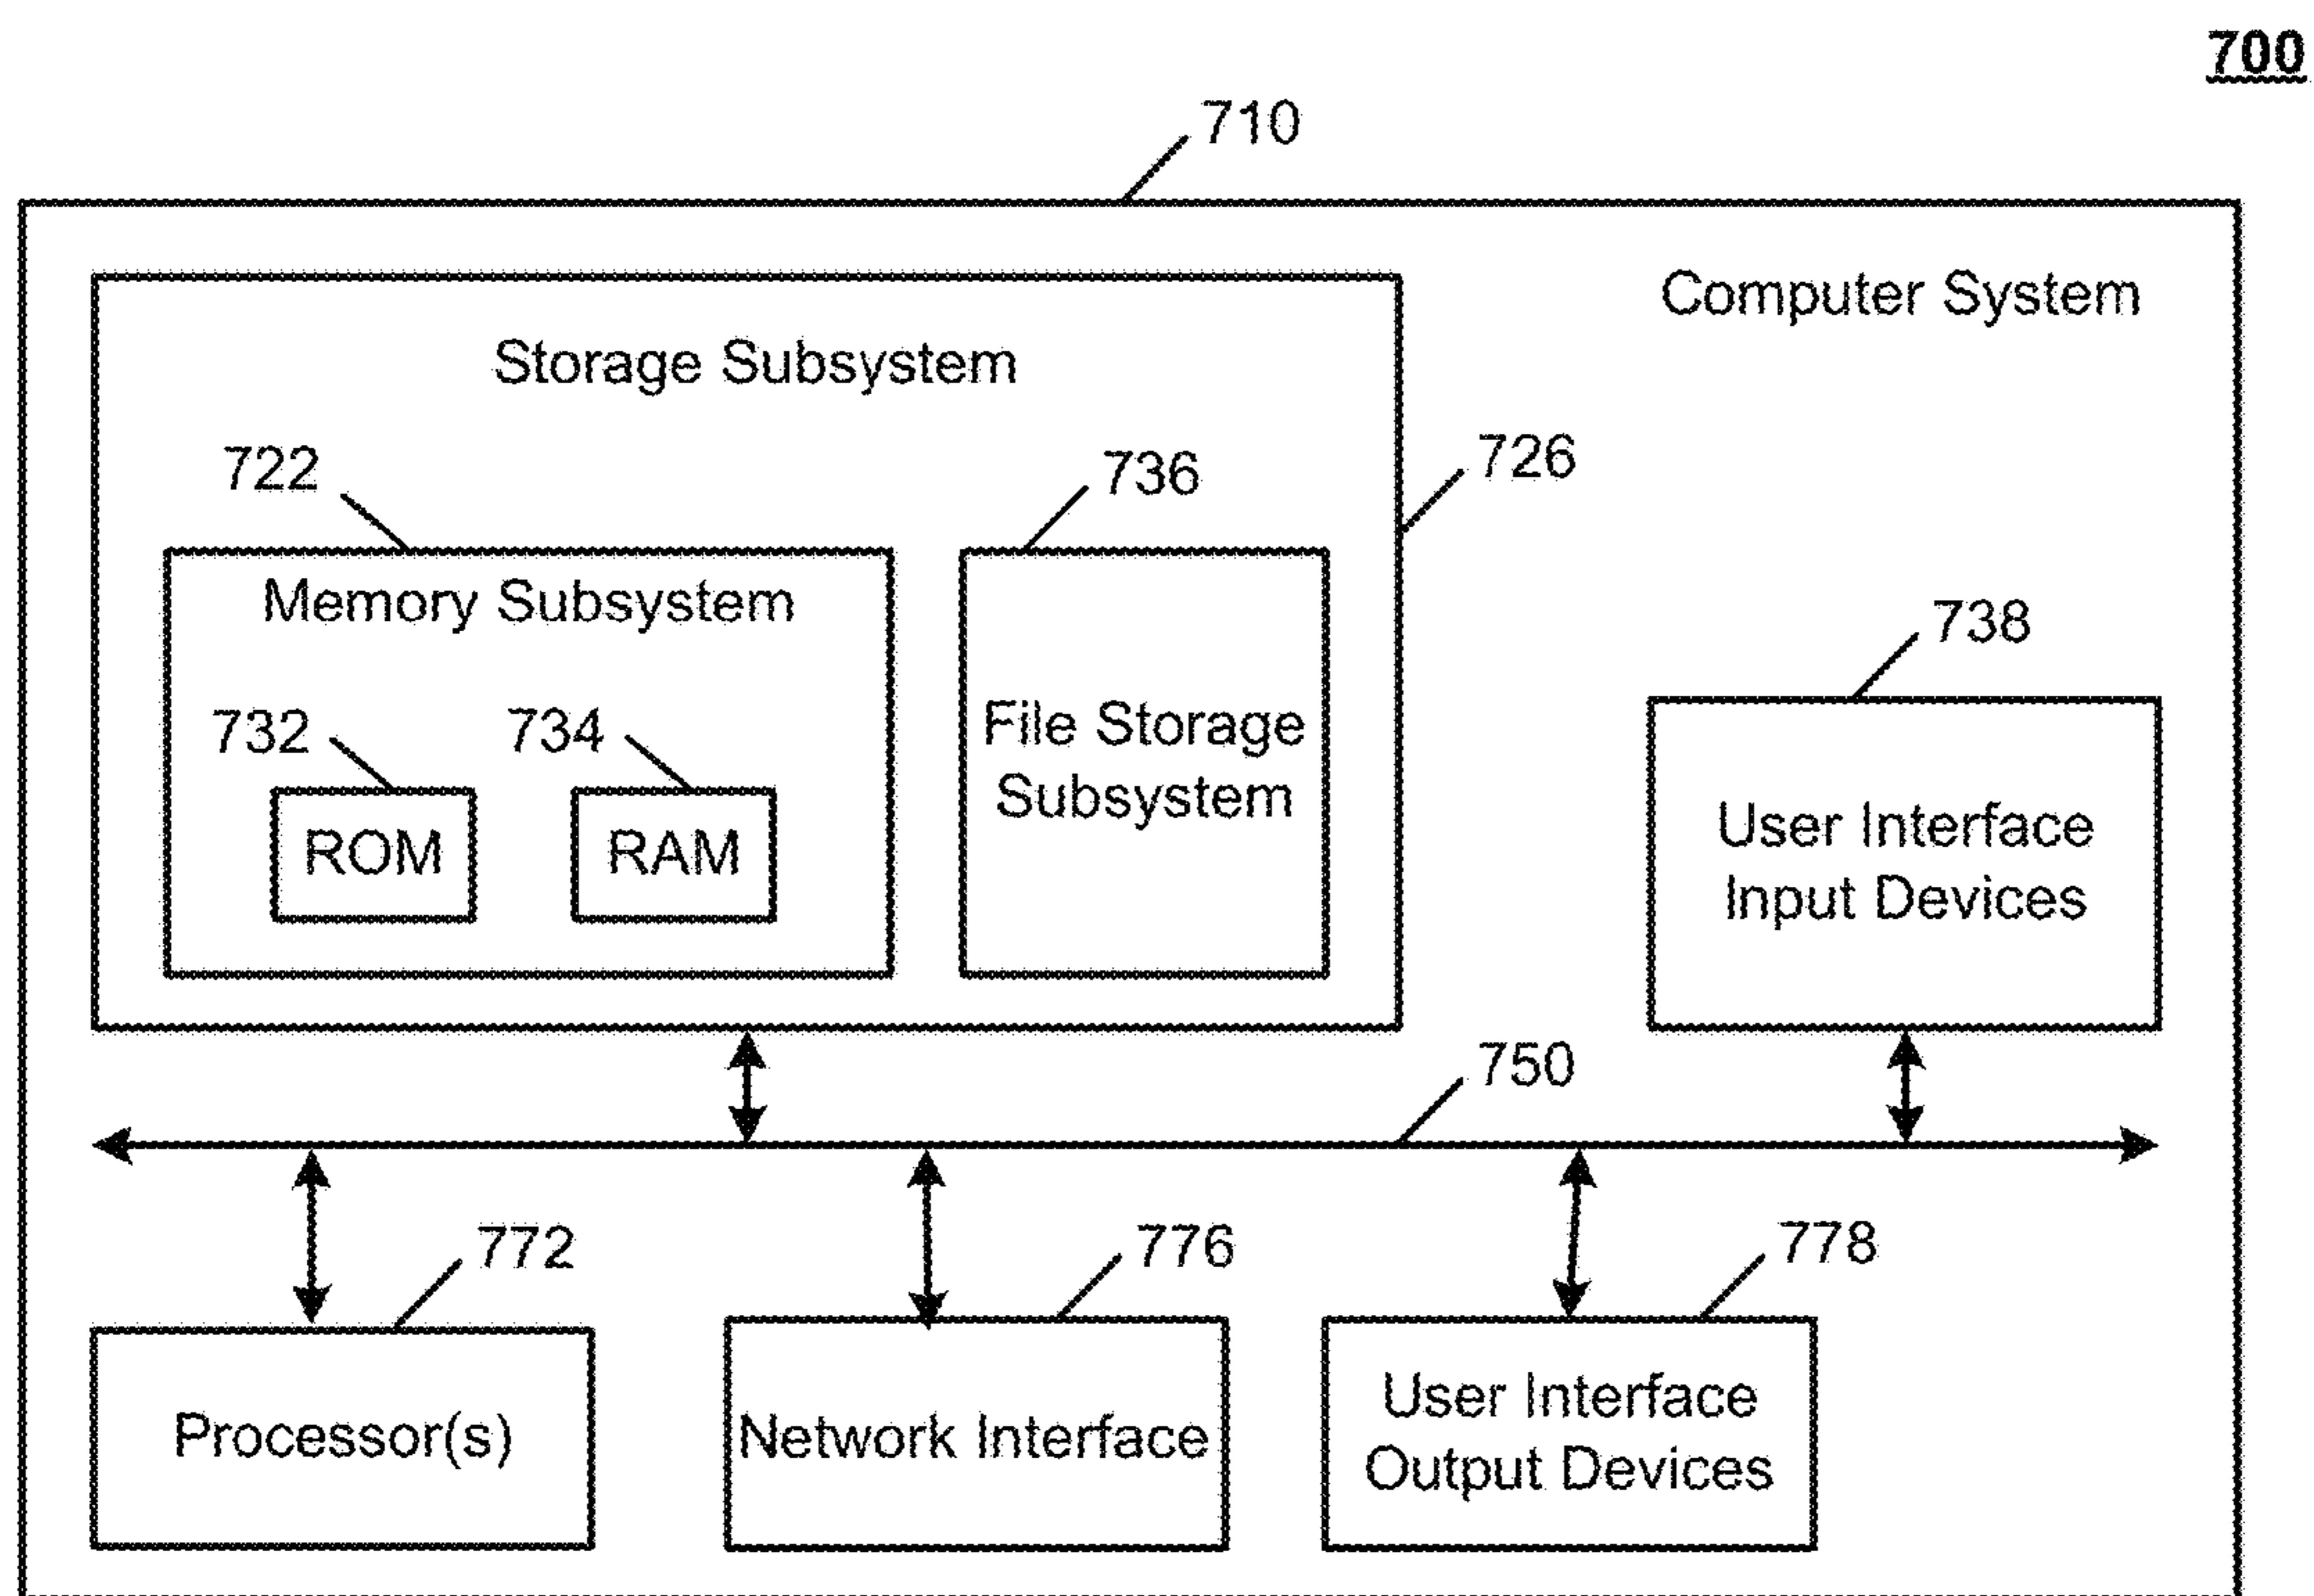 700
710
Computer System
Storage Subsystem
726
722
736
Memory Subsystem
738
732
734
File Storage
Subsystem
ROM
RAM
User Interface
Input Devices
750
772
776
778
Processor(s)
Network Interface
User Interface
Output Devices